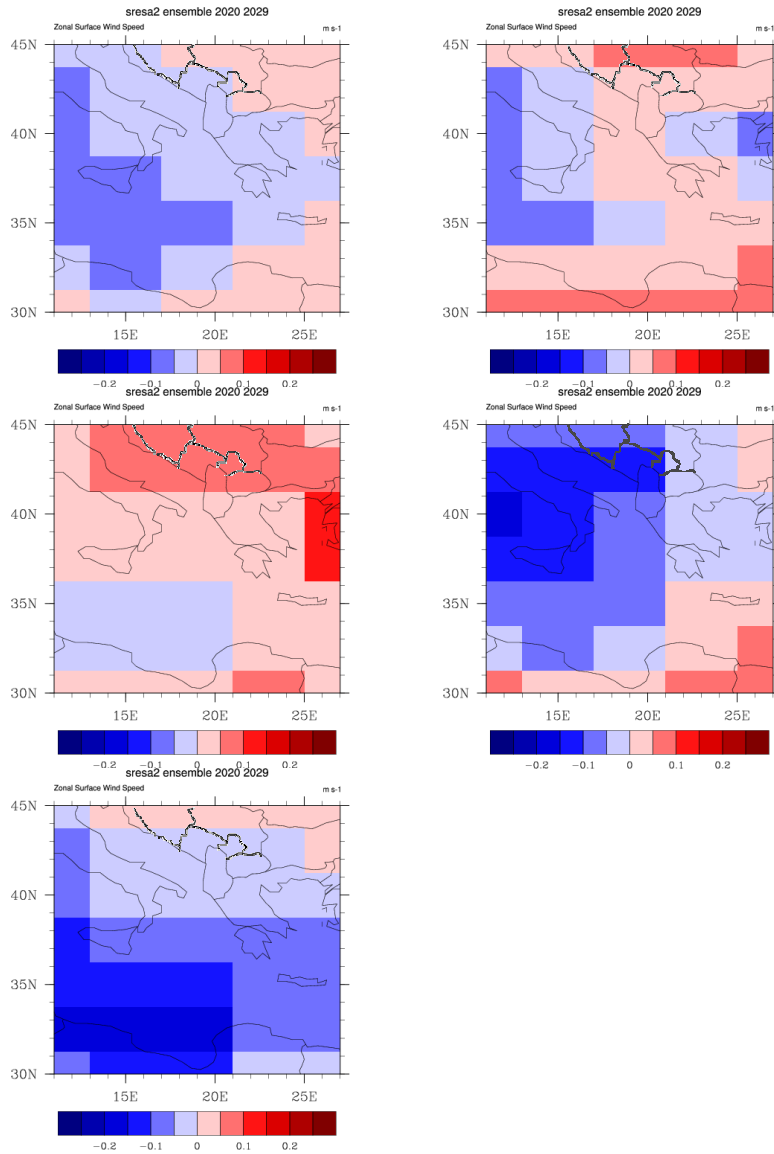 sresa2 ensemble 2020 2029
Zonal Surface Wind Speed m s-1
45N
40N
35N
30N
15E 20E 25E
−0.2 −0.1 0 0.1 0.2
sresa2 ensemble 2020 2029
Zonal Surface Wind Speed m s-1
45N
40N
35N
30N
15E 20E 25E
−0.2 −0.1 0 0.1 0.2
sresa2 ensemble 2020 2029
Zonal Surface Wind Speed m s-1
45N
40N
35N
30N
15E 20E 25E
−0.2 −0.1 0 0.1 0.2
sresa2 ensemble 2020 2029
Zonal Surface Wind Speed m s-1
45N
40N
35N
30N
15E 20E 25E
−0.2 −0.1 0 0.1 0.2
sresa2 ensemble 2020 2029
Zonal Surface Wind Speed m s-1
45N
40N
35N
30N
15E 20E 25E
−0.2 −0.1 0 0.1 0.2